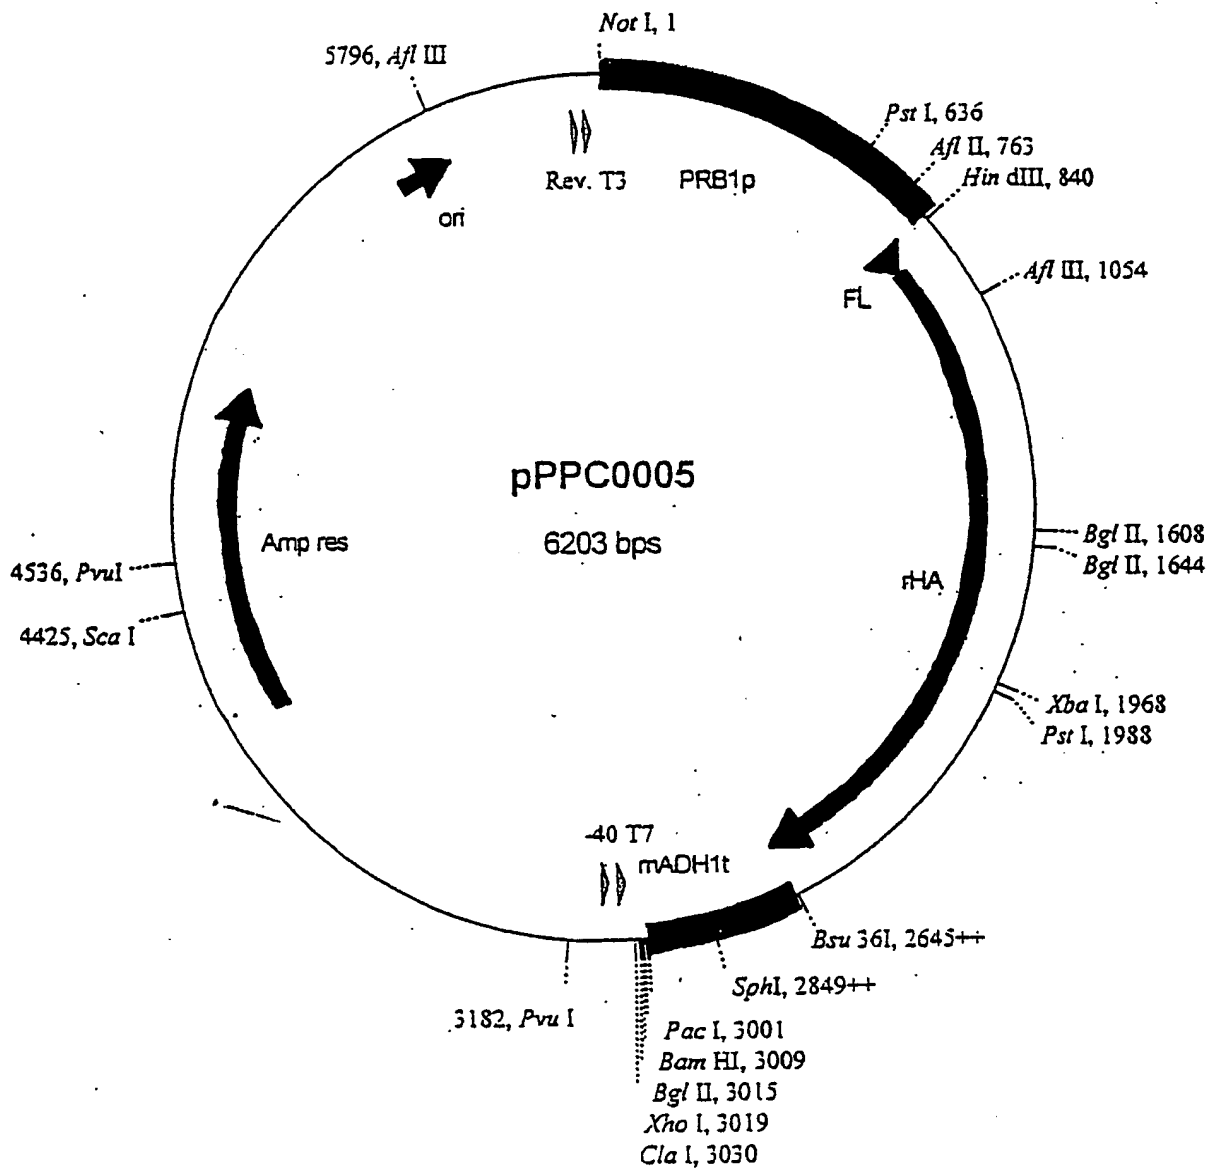 Not I, 1
5796, Afl III
Pst I, 636
Afl II, 763
Hin dIII, 840
Rev. T3
PRB1p
ori
Afl III, 1054
FL
pPPC0005
6203 bps
Amp res
Bgl II, 1608
Bgl II, 1644
4536, PvuI
rHA
4425, Sca I
Xba I, 1968
Pst I, 1988
-40 T7
mADH1t
Bsu 36I, 2645++
SphI, 2849++
3182, Pvu I
Pac I, 3001
Bam HI, 3009
Bgl II, 3015
Xho I, 3019
Cla I, 3030